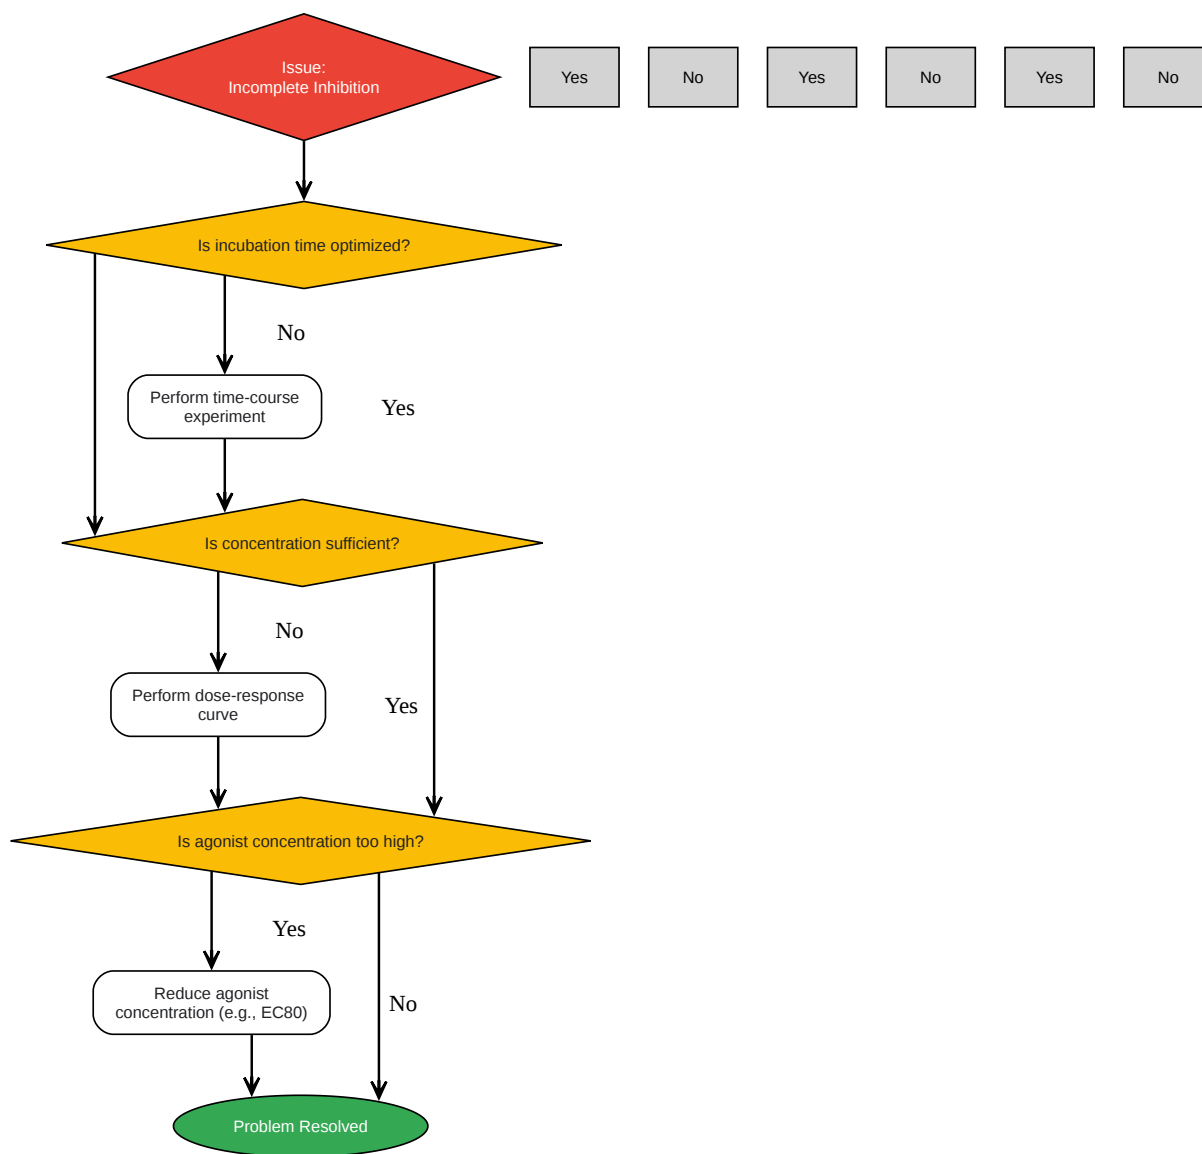 Issue:
Incomplete Inhibition
Yes
No
Yes
No
Yes
No
Is incubation time optimized?
No
Perform time-course
experiment
Yes
Is concentration sufficient?
No
Perform dose-response
curve
Yes
Is agonist concentration too high?
Yes
Reduce agonist
concentration (e.g., EC80)
No
Problem Resolved